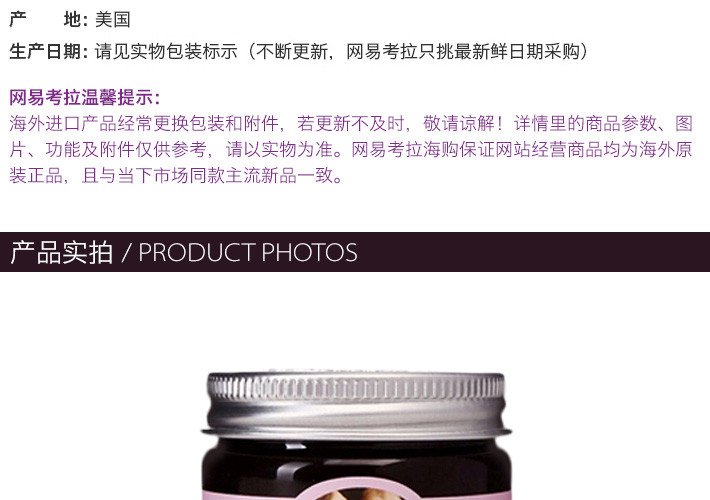 产　　地: 美国
生产日期: 请见实物包装标示（不断更新，网易考拉只挑最新鲜日期采购）
网易考拉温馨提示:
海外进口产品经常更换包装和附件，若更新不及时，敬请谅解！详情里的商品参数、图
片、功能及附件仅供参考，请以实物为准。网易考拉海购保证网站经营商品均为海外原
装正品，且与当下市场同款主流新品一致。
产品实拍 / PRODUCT PHOTOS